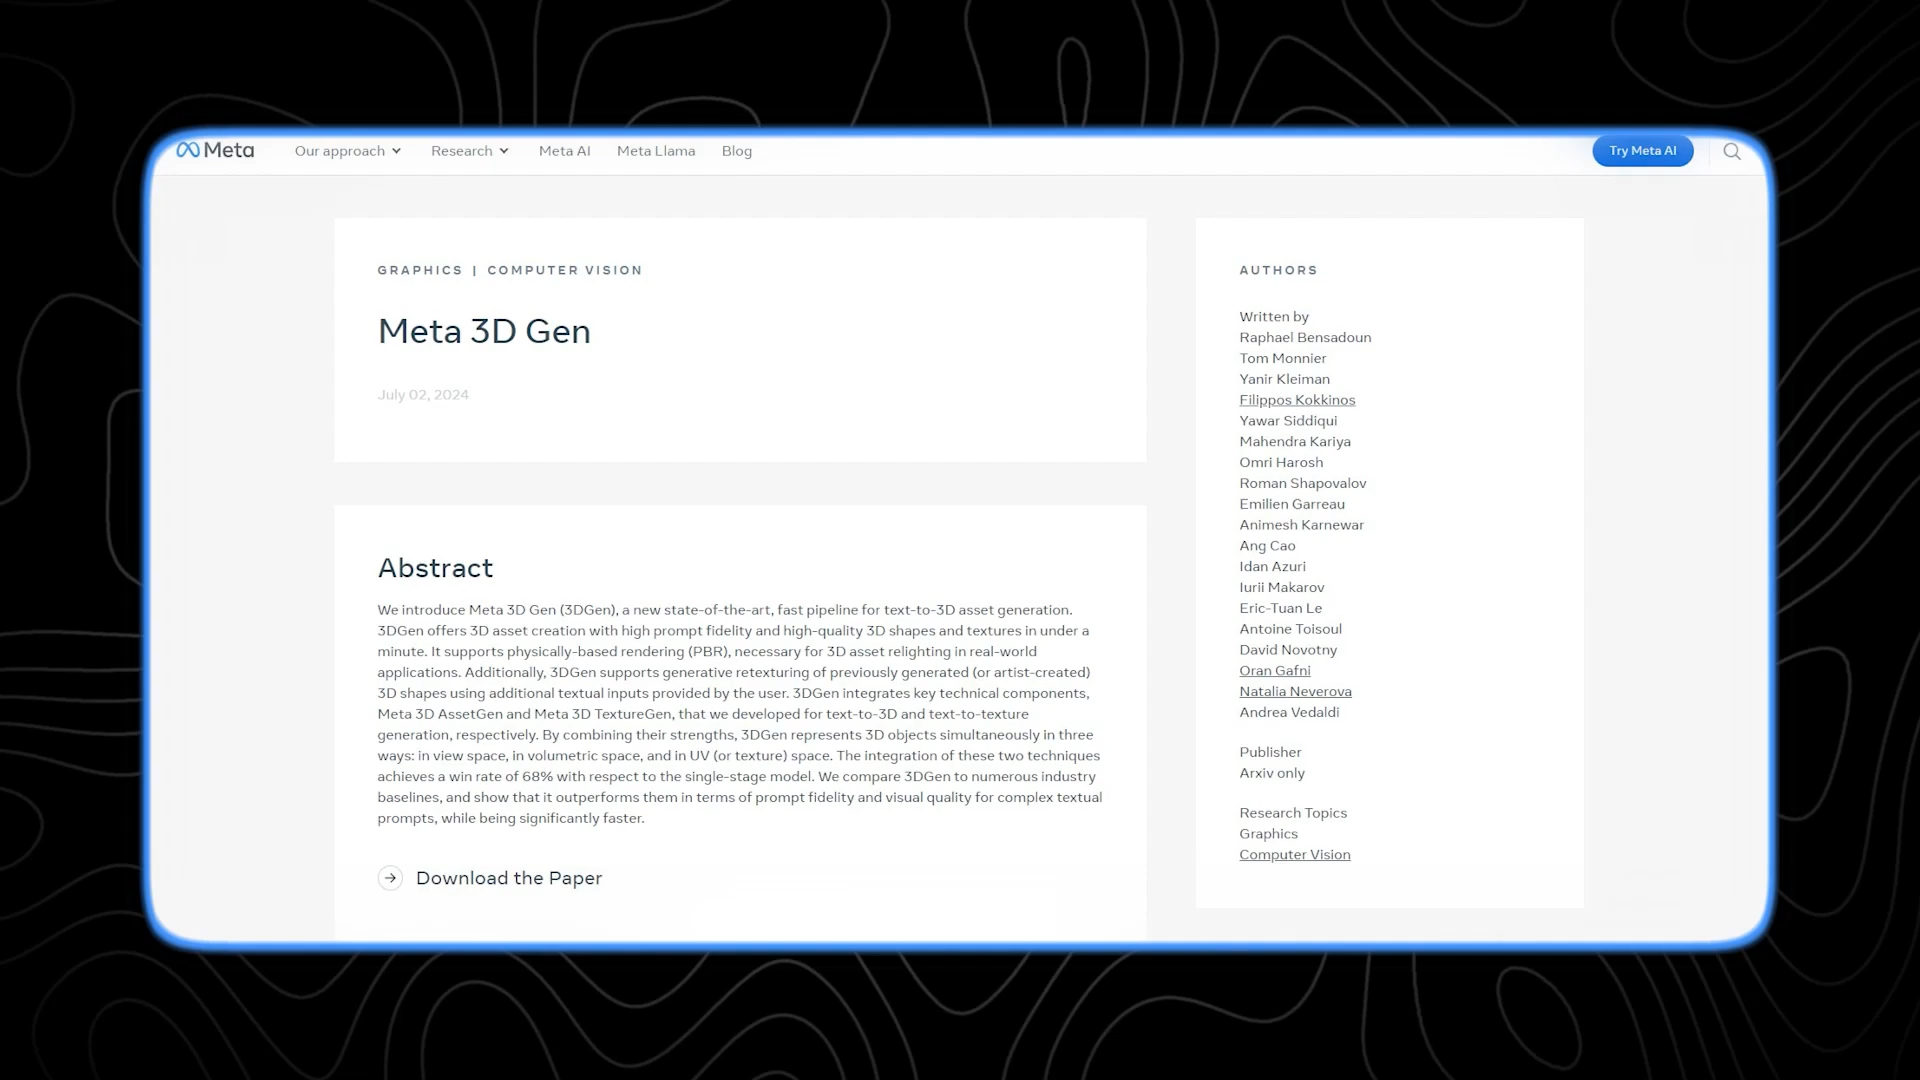 Meta
Our approach
Research
Meta AI
Meta Llama
Blog
Try Meta AI
GRAPHICS | COMPUTER VISION
Meta 3D Gen
July 02, 2024
Abstract
We introduce Meta 3D Gen (3DGen), a new state-of-the-art, fast pipeline for text-to-3D asset generation.
3DGen offers 3D asset creation with high prompt fidelity and high-quality 3D shapes and textures in under a
minute. It supports physically-based rendering (PBR), necessary for 3D asset relighting in real-world
applications. Additionally, 3DGen supports generative retexturing of previously generated (or artist-created)
3D shapes using additional textual inputs provided by the user. 3DGen integrates key technical components,
Meta 3D AssetGen and Meta 3D TextureGen, that we developed for text-to-3D and text-to-texture
generation, respectively. By combining their strengths, 3DGen represents 3D objects simultaneously in three
ways: in view space, in volumetric space, and in UV (or texture) space. The integration of these two techniques
achieves a win rate of 68% with respect to the single-stage model. We compare 3DGen to numerous industry
baselines, and show that it outperforms them in terms of prompt fidelity and visual quality for complex textual
prompts, while being significantly faster.
Download the Paper
AUTHORS
Written by
Raphael Bensadoun
Tom Monnier
Yanir Kleiman
Filippos Kokkinos
Yawar Siddiqui
Mahendra Kariya
Omri Harosh
Roman Shapovalov
Emilien Garreau
Animesh Karnewar
Ang Cao
Idan Azuri
Iurii Makarov
Eric-Tuan Le
Antoine Toisoul
David Novotny
Oran Gafni
Natalia Neverova
Andrea Vedaldi
Publisher
Arxiv only
Research Topics
Graphics
Computer Vision